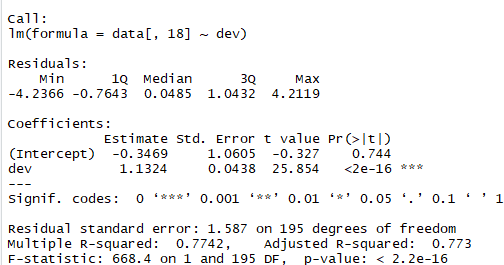 Call:
lm(formula = data[, 18] ~ dev)
Residuals:
Min 1Q Median 3Q Max
-4.2366 -0.7643 0.0485 1.0432 4.2119
Coefficients:
Estimate Std. Error t value Pr(>|t|)
(Intercept) -0.3469 1.0605 -0.327 0.744
dev 1.1324 0.0438 25.854 <2e-16 ***
---
Signif. codes: 0 ‘***’ 0.001 ‘**’ 0.01 ‘*’ 0.05 ‘.’ 0.1 ‘ ’ 1
Residual standard error: 1.587 on 195 degrees of freedom
Multiple R-squared: 0.7742, Adjusted R-squared: 0.773
F-statistic: 668.4 on 1 and 195 DF, p-value: < 2.2e-16